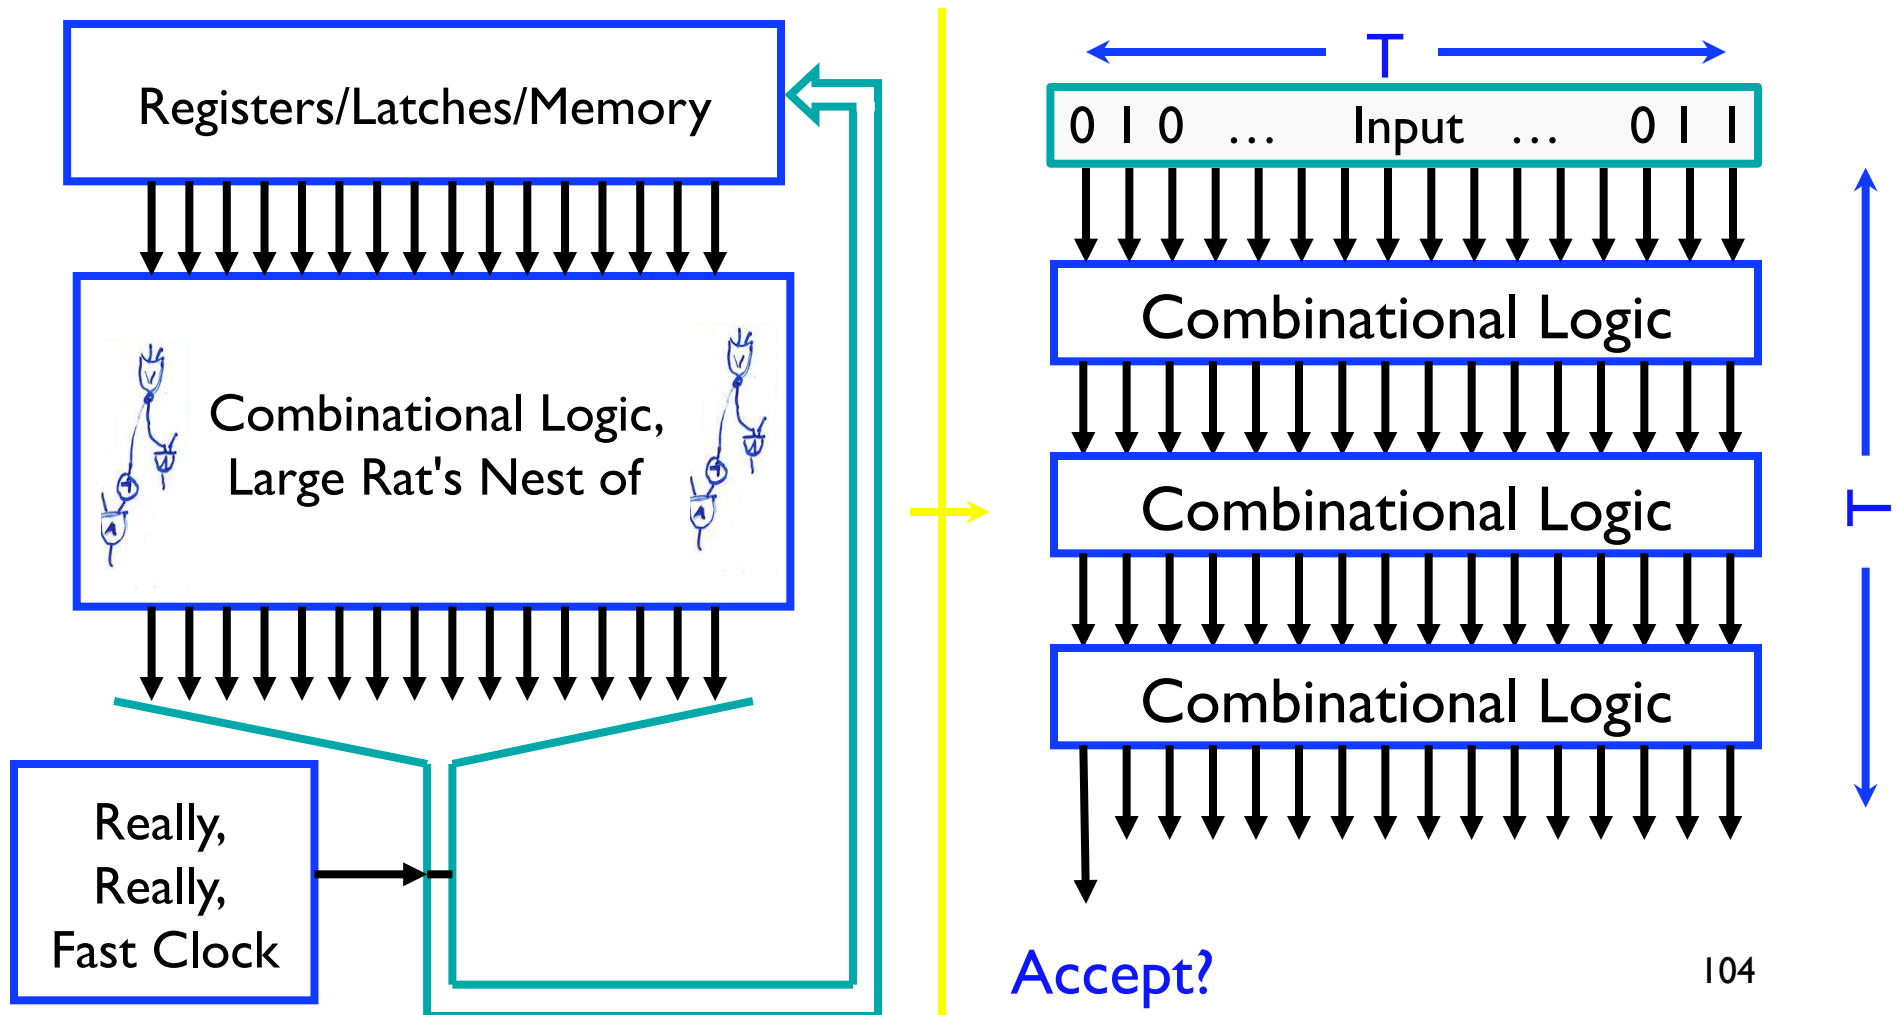 Registers/Latches/Memory
Combinational Logic,
Large Rat's Nest of
Really,
Really,
Fast Clock
T
0 1 0 … Input … 0 1 1
Combinational Logic
Combinational Logic
Combinational Logic
T
Accept?
104